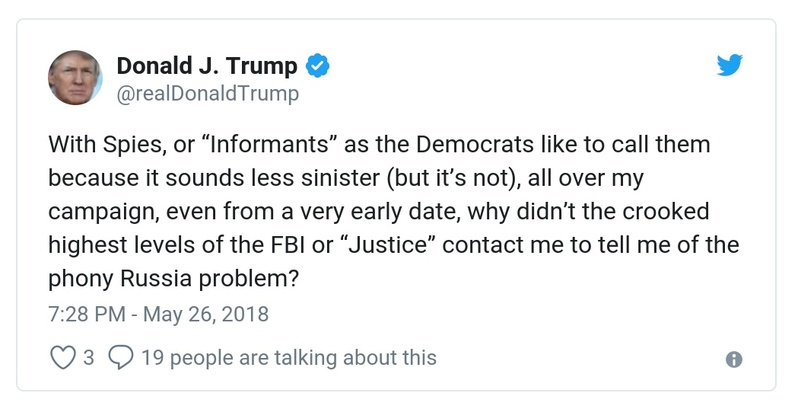 Donald J. Trump
@realDonaldTrump
With Spies, or “Informants” as the Democrats like to call them
because it sounds less sinister (but it’s not), all over my
campaign, even from a very early date, why didn’t the crooked
highest levels of the FBI or “Justice” contact me to tell me of the
phony Russia problem?
7:28 PM - May 26, 2018
3 19 people are talking about this